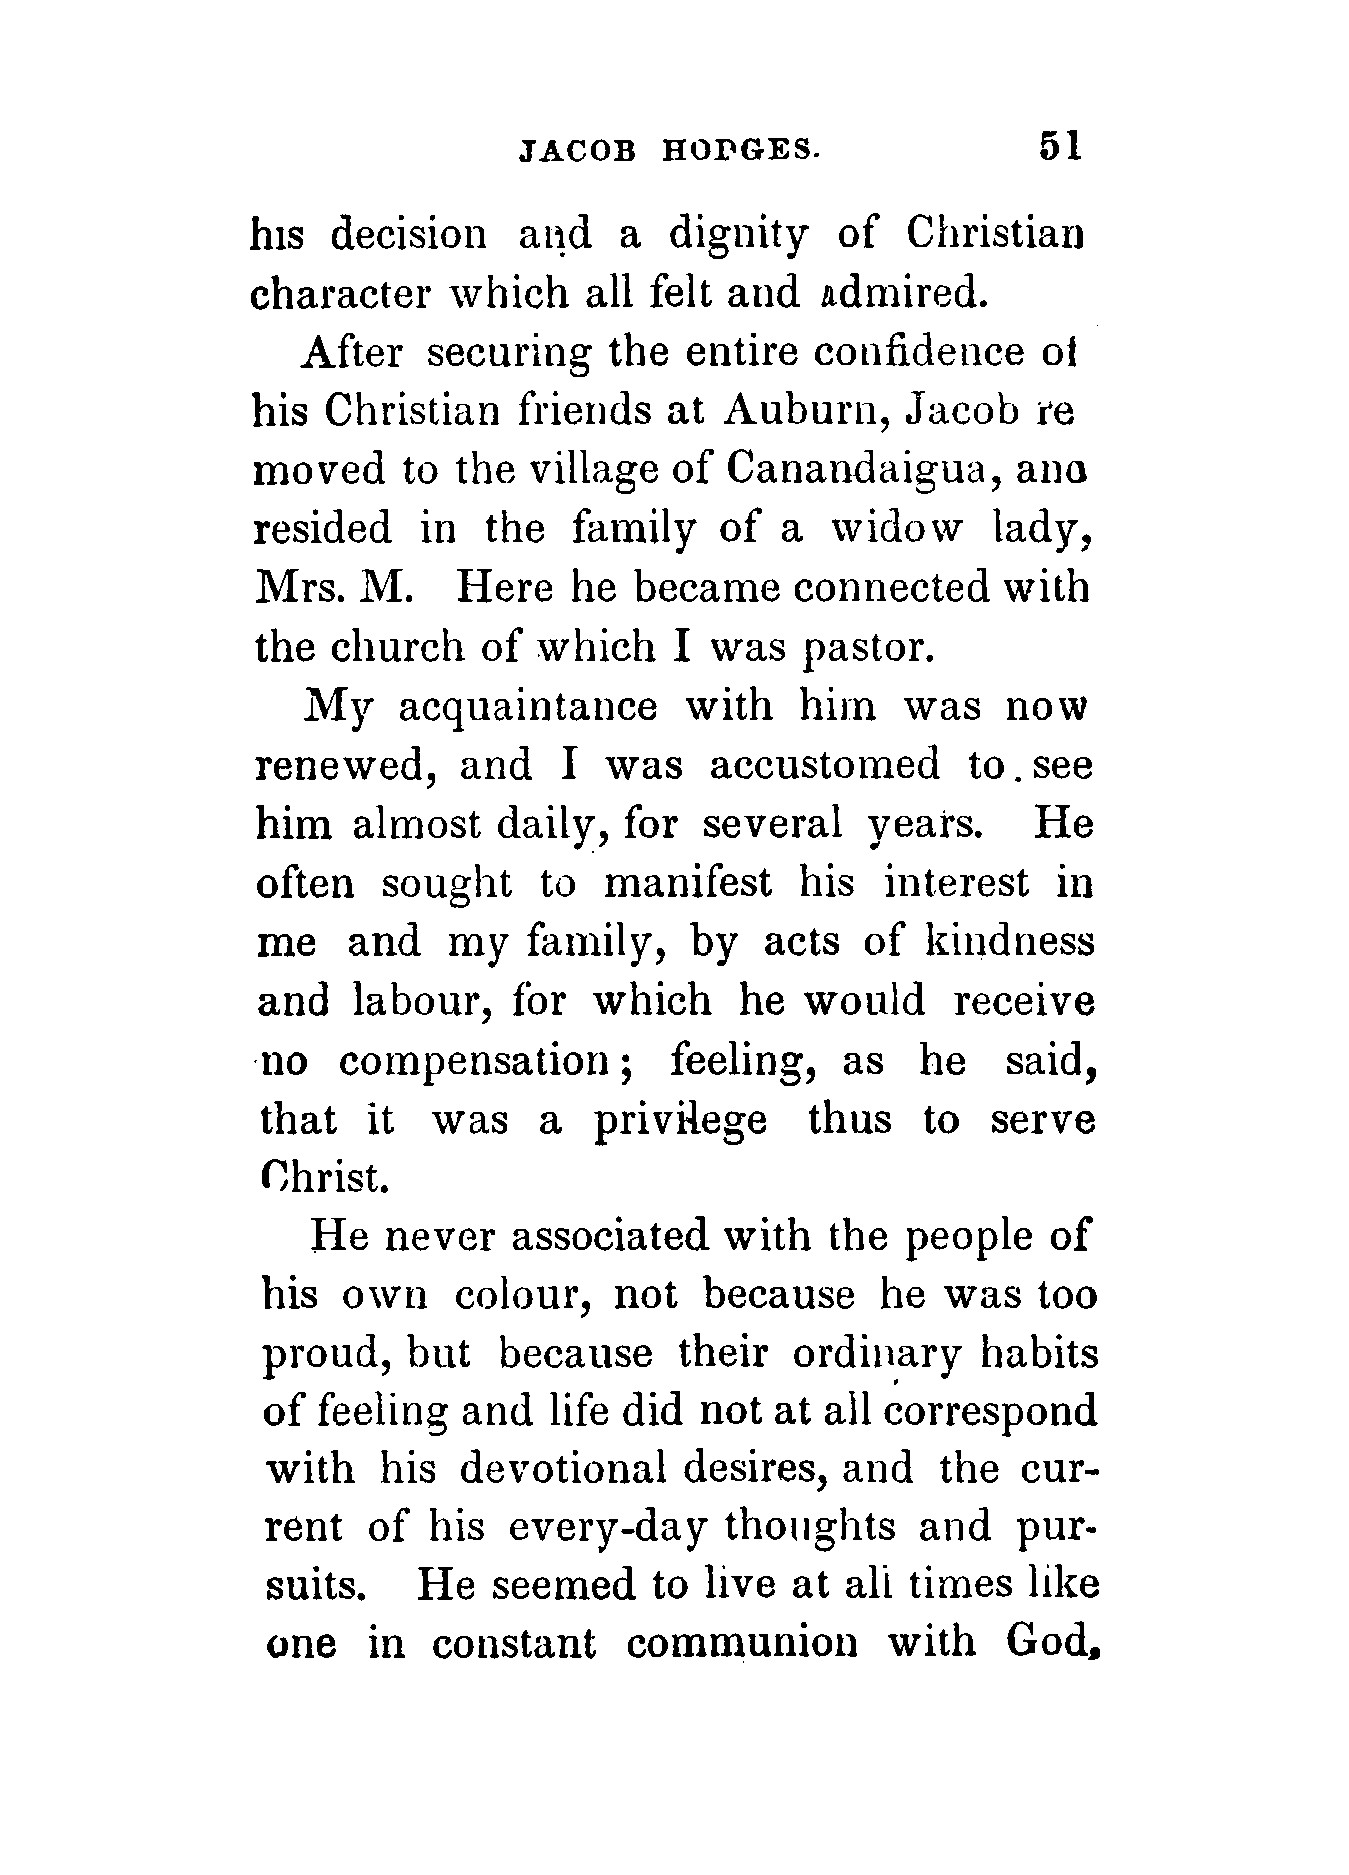 JACOB HODGES. 51
his decision and a dignity of Christian
character which all felt and admired.
After securing the entire confidence of
his Christian friends at Auburn, Jacob re
moved to the village of Canandaigua, and
resided in the family of a widow lady,
Mrs. M. Here he became connected with
the church of which I was pastor.
My acquaintance with him was now
renewed, and I was accustomed to see
him almost daily, for several years. He
often sought to manifest his interest in
me and my family, by acts of kindness
and labour, for which he would receive
no compensation; feeling, as he said,
that it was a privilege thus to serve
Christ.
He never associated with the people of
his own colour, not because he was too
proud, but because their ordinary habits
of feeling and life did not at all correspond
with his devotional desires, and the cur-
rent of his every-day thoughts and pur-
suits. He seemed to live at all times like
one in constant communion with God,